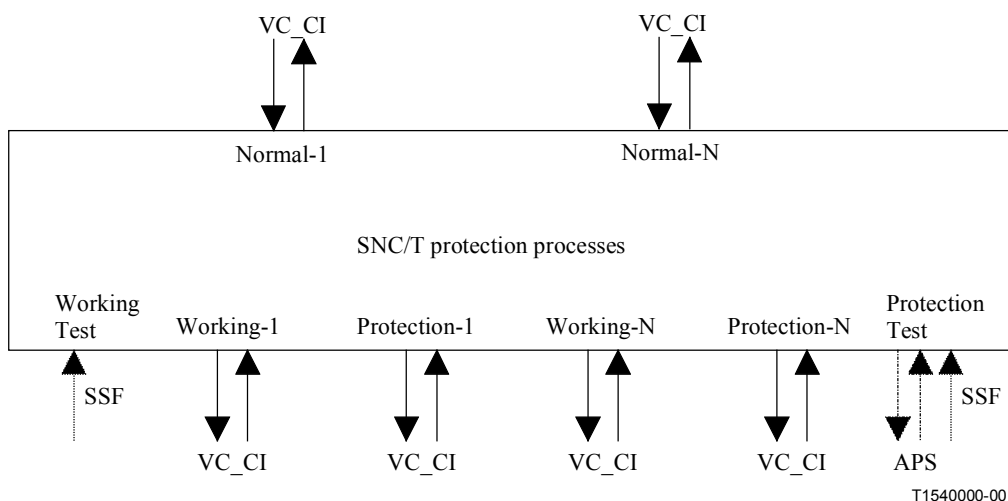 VC_CI VC_CI
Normal-1 Normal-N
SNC/T protection processes
Working
Test
Working-1 Protection-1 Working-N Protection-N
Protection
Test
SSF SSF
VC_CI VC_CI VC_CI VC_CI APS
T1540000-00